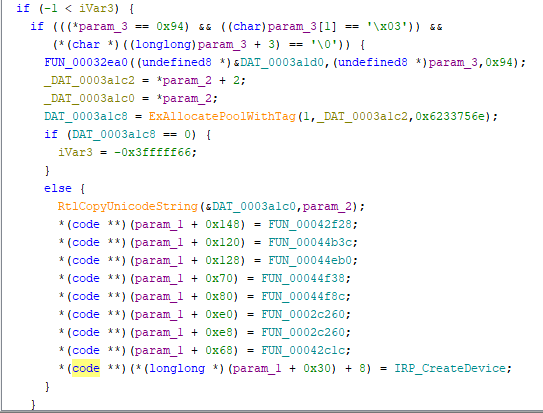 if (-1 < iVar3) {
if (((*param_3 == 0x94) && ((char)param_3[1] == '\x03')) &&
(*(char *)((longlong)param_3 + 3) == '\0')) {
FUN_00032ea0((undefined8 *)&DAT_0003a1d0,(undefined8 *)param_3,0x94);
_DAT_0003a1c2 = *param_2 + 2;
_DAT_0003a1c0 = *param_2;
DAT_0003a1c8 = ExAllocatePoolWithTag(1,_DAT_0003a1c2,0x6233756e);
if (DAT_0003a1c8 == 0) {
iVar3 = -0x3fffff66;
}
else {
RtlCopyUnicodeString(&DAT_0003a1c0,param_2);
*(code **)(param_1 + 0x148) = FUN_00042f28;
*(code **)(param_1 + 0x120) = FUN_00044b3c;
*(code **)(param_1 + 0x128) = FUN_00044eb0;
*(code **)(param_1 + 0x70) = FUN_00044f38;
*(code **)(param_1 + 0x80) = FUN_00044f8c;
*(code **)(param_1 + 0xe0) = FUN_0002c260;
*(code **)(param_1 + 0xe8) = FUN_0002c260;
*(code **)(param_1 + 0x68) = FUN_00042c1c;
*(code **)(*(longlong *)(param_1 + 0x30) + 8) = IRP_CreateDevice;
}
}